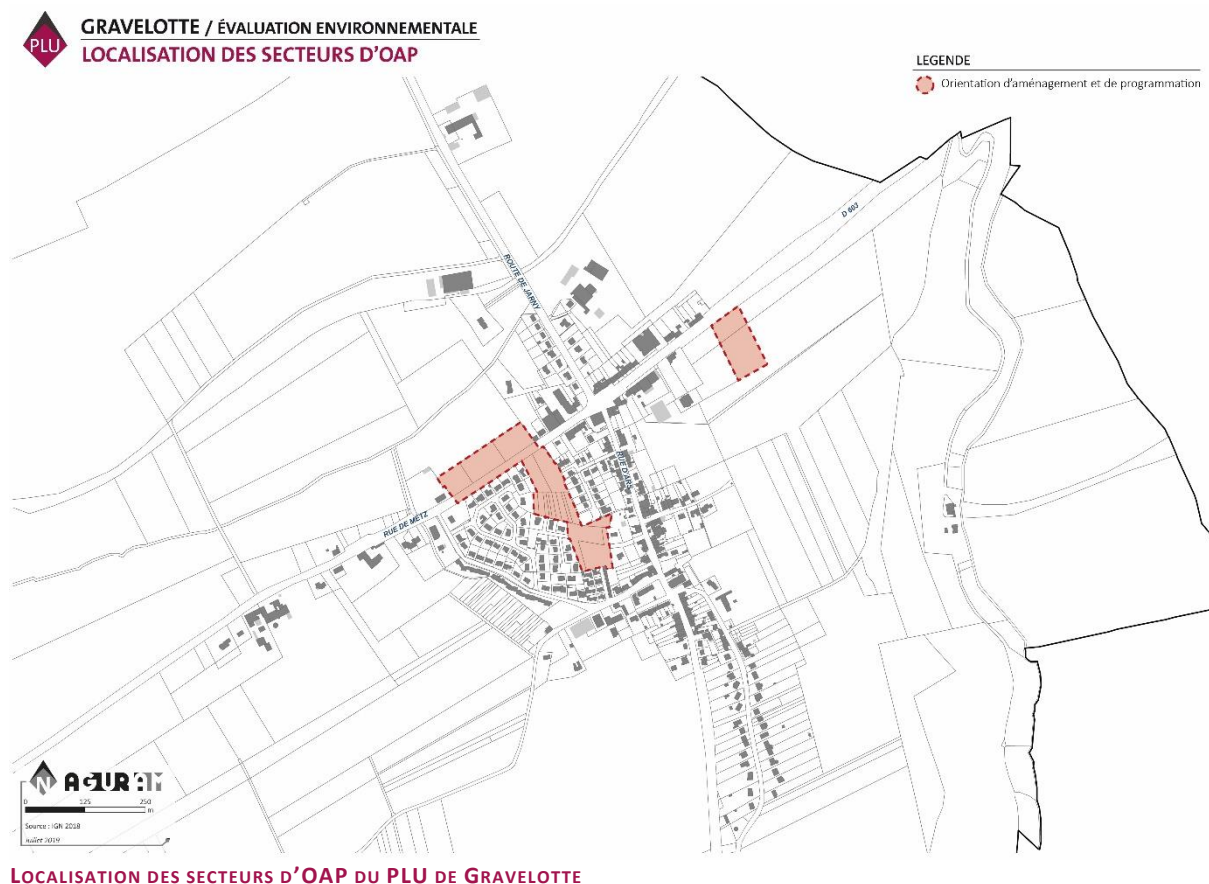 PLU
GRAVELOTTE / ÉVALUATION ENVIRONNEMENTALE
LOCALISATION DES SECTEURS D'OAP
LEGENDE
Orientation d'aménagement et de programmation
D 603
ROUTE DE JARNY
RUE D'ARS
RUE DE METZ
N AGURAM
0 125 250
m
Source : IGN 2018
Juillet 2019
LOCALISATION DES SECTEURS D'OAP DU PLU DE GRAVELOTTE